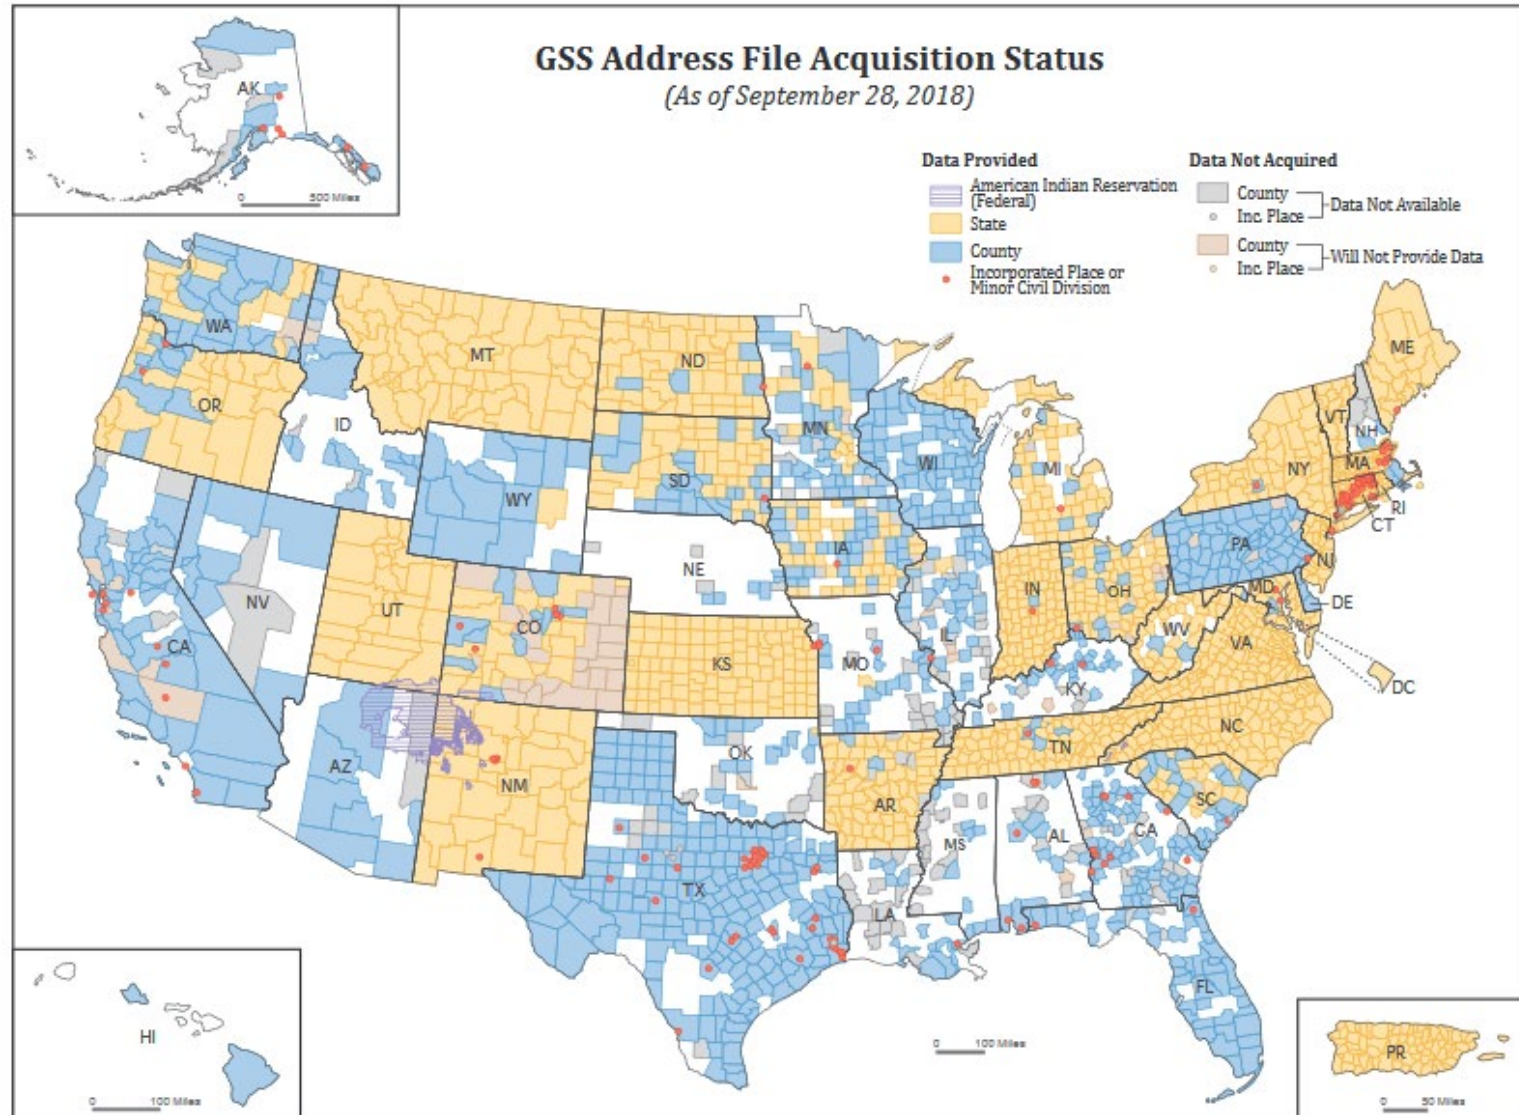 GSS Address File Acquisition Status
(As of September 28, 2018)
Data Provided
American Indian Reservation
(Federal)
State
County
Incorporated Place or
Minor Civil Division
Data Not Acquired
County
Inc. Place
Data Not Available
County
Inc. Place
Will Not Provide Data
AK
0 500 Miles
WA
MT
ND
MN
ME
OR
ID
SD
WI
MI
VT
NH
NY
MA
WY
RI
CT
IA
PA
NE
NJ
NV
UT
CO
IL
IN
OH
MD
DE
CA
KS
MO
WV
VA
KY
DC
AZ
NM
OK
TN
NC
AR
SC
MS
AL
GA
TX
LA
FL
HI
0 100 Miles
0 100 Miles
PR
0 50 Miles